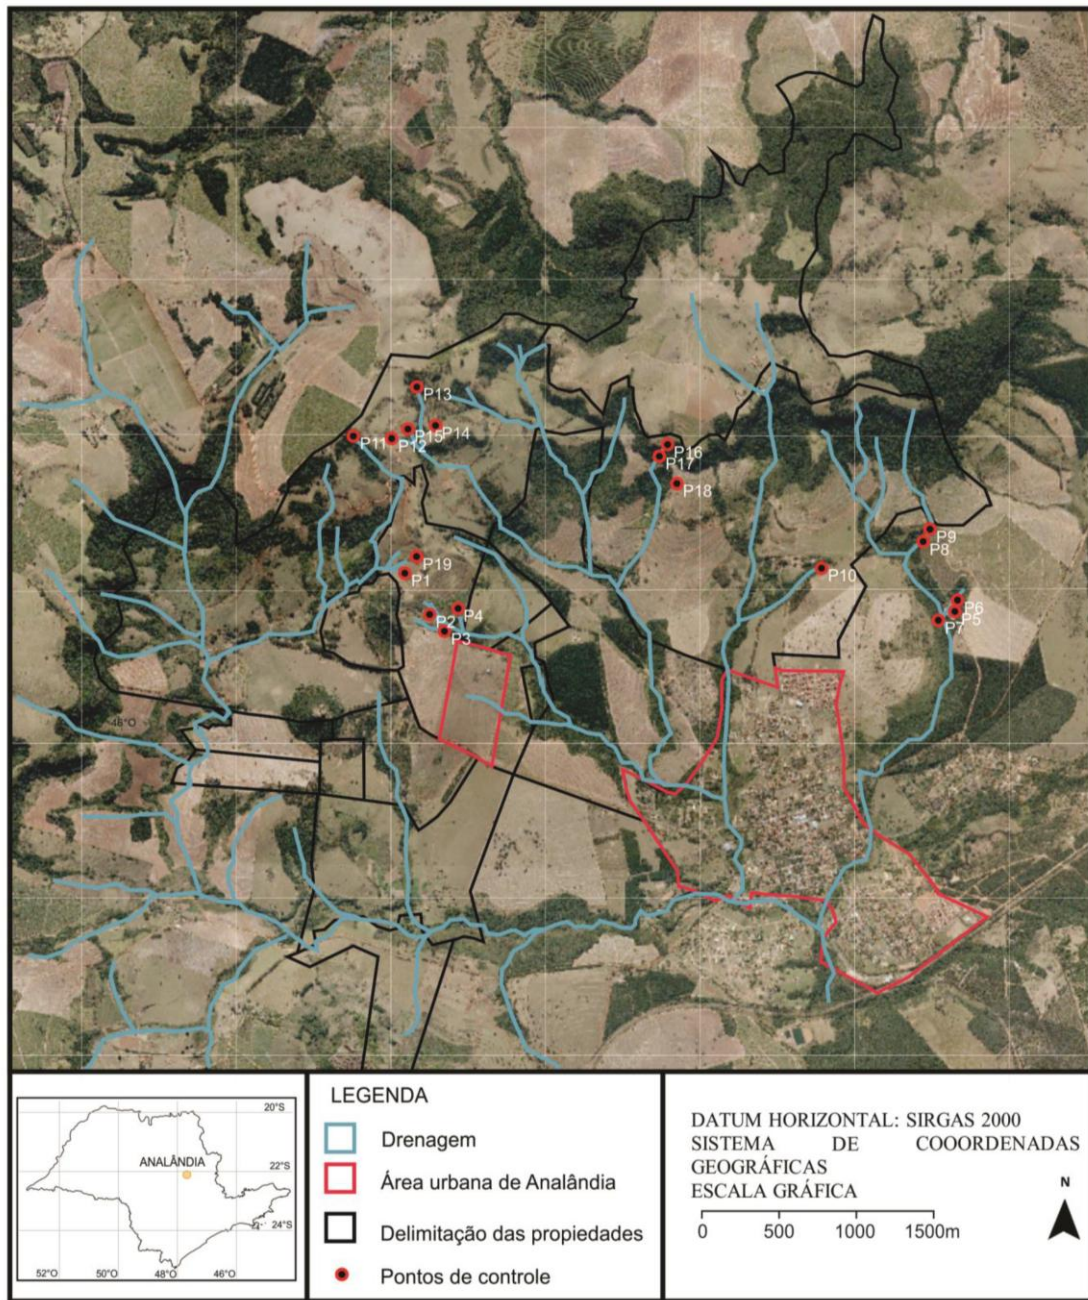 P13
P14
P15
P11
P12
P16
P17
P18
P9
P8
P19
P1
P10
P6
P5
P7
P4
P2
P3
46°O
ANALÂNDIA
20°S
22°S
24°S
52°O
50°O
48°O
46°O
LEGENDA
Drenagem
Área urbana de Analândia
Delimitação das propiedades
Pontos de controle
DATUM HORIZONTAL: SIRGAS 2000
SISTEMA DE COOORDENADAS
GEOGRÁFICAS
ESCALA GRÁFICA
0 500 1000 1500m
N